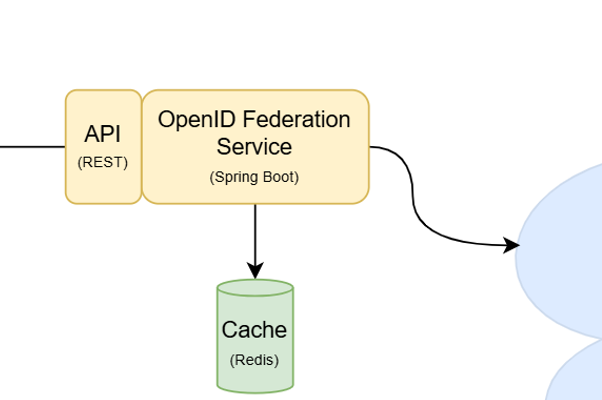 API
(REST)
OpenID Federation
Service
(Spring Boot)
Cache
(Redis)